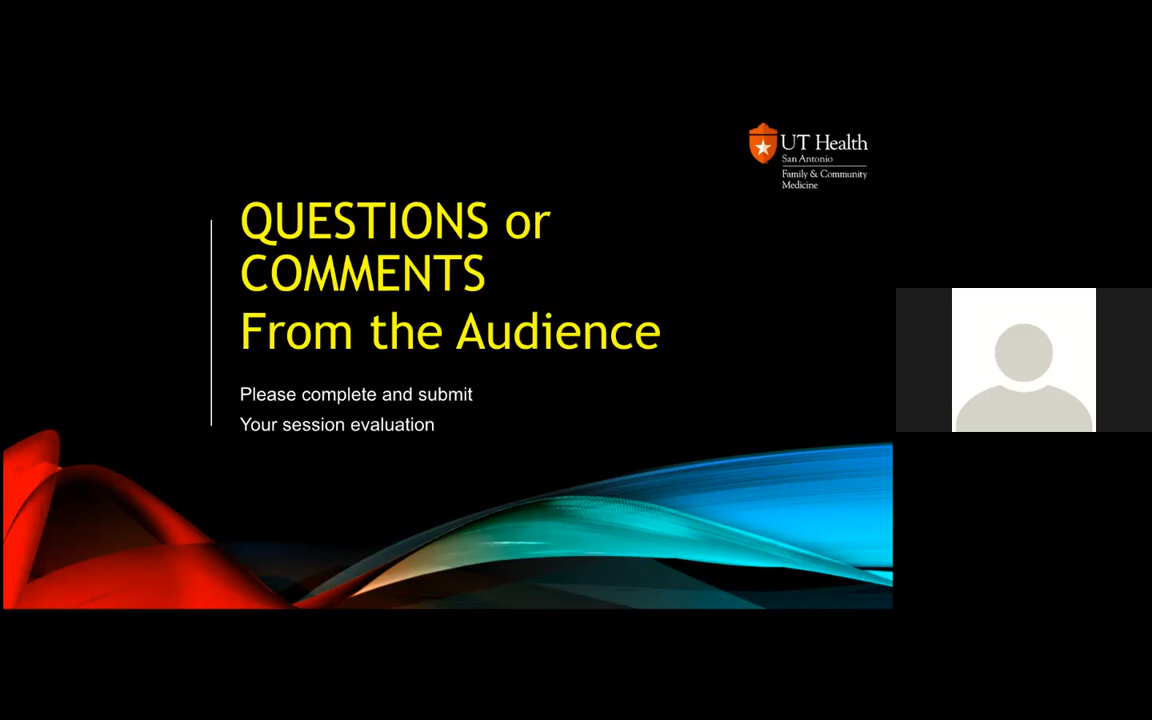 UT Health
San Antonio
Family & Community
Medicine
QUESTIONS or
COMMENTS
From the Audience
Please complete and submit
Your session evaluation